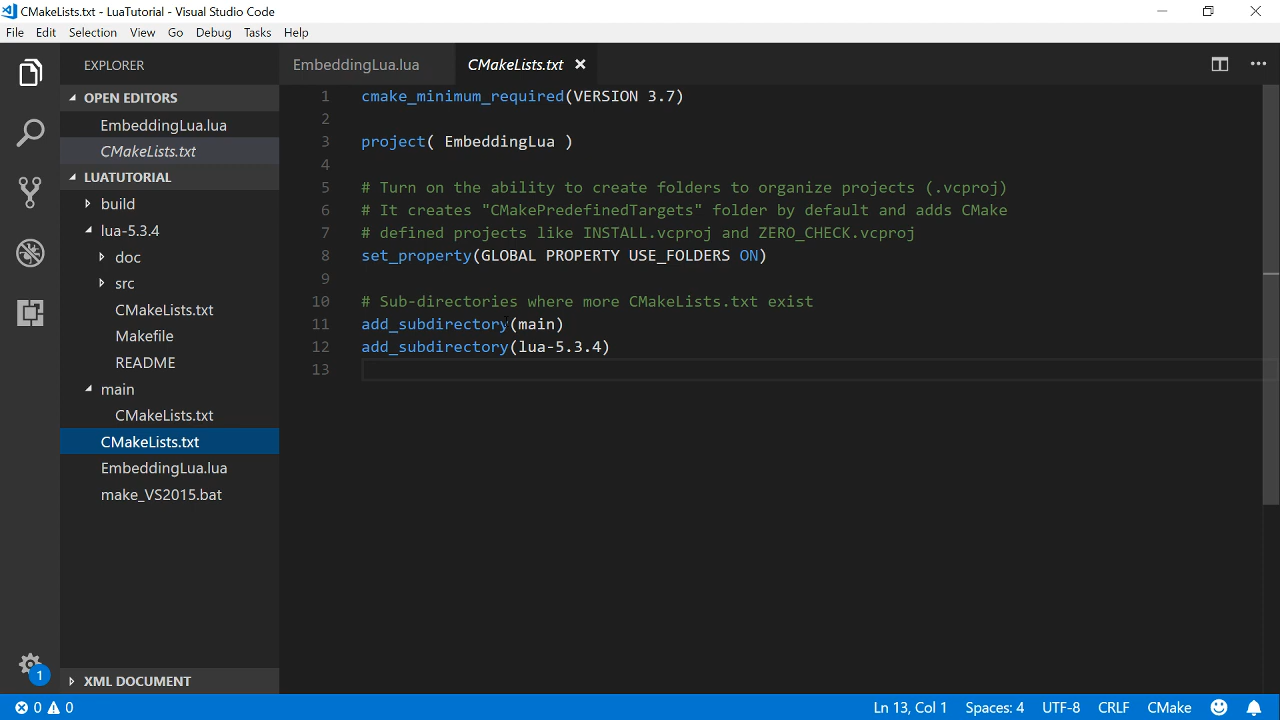 CMakeLists.txt - LuaTutorial - Visual Studio Code
File Edit Selection View Go Debug Tasks Help
EXPLORER
OPEN EDITORS
EmbeddingLua.lua
CMakeLists.txt
LUATUTORIAL
build
lua-5.3.4
doc
src
CMakeLists.txt
Makefile
README
main
CMakeLists.txt
CMakeLists.txt
EmbeddingLua.lua
make_VS2015.bat
XML DOCUMENT
1
EmbeddingLua.lua CMakeLists.txt
1 cmake_minimum_required(VERSION 3.7)
2
3 project( EmbeddingLua )
4
5 # Turn on the ability to create folders to organize projects (.vcproj)
6 # It creates "CMakePredefinedTargets" folder by default and adds CMake
7 # defined projects like INSTALL.vcproj and ZERO_CHECK.vcproj
8 set_property(GLOBAL PROPERTY USE_FOLDERS ON)
9
10 # Sub-directories where more CMakeLists.txt exist
11 add_subdirectory(main)
12 add_subdirectory(lua-5.3.4)
13
0 0 Ln 13, Col 1 Spaces: 4 UTF-8 CRLF CMake